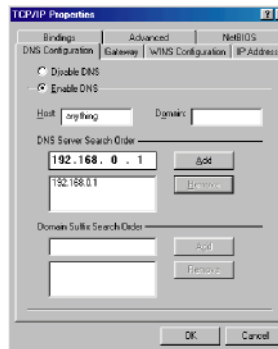 TCP/IP Properties
Bindings Advanced NetBIOS
DNS Configuration Gateway WINS Configuration IP Address
Disable DNS
Enable DNS
Host: anything Domain:
DNS Server Search Order
192.168. 0 . 1 Add
192.168.0.1 Remove
Domain Suffix Search Order
Add
Remove
OK Cancel